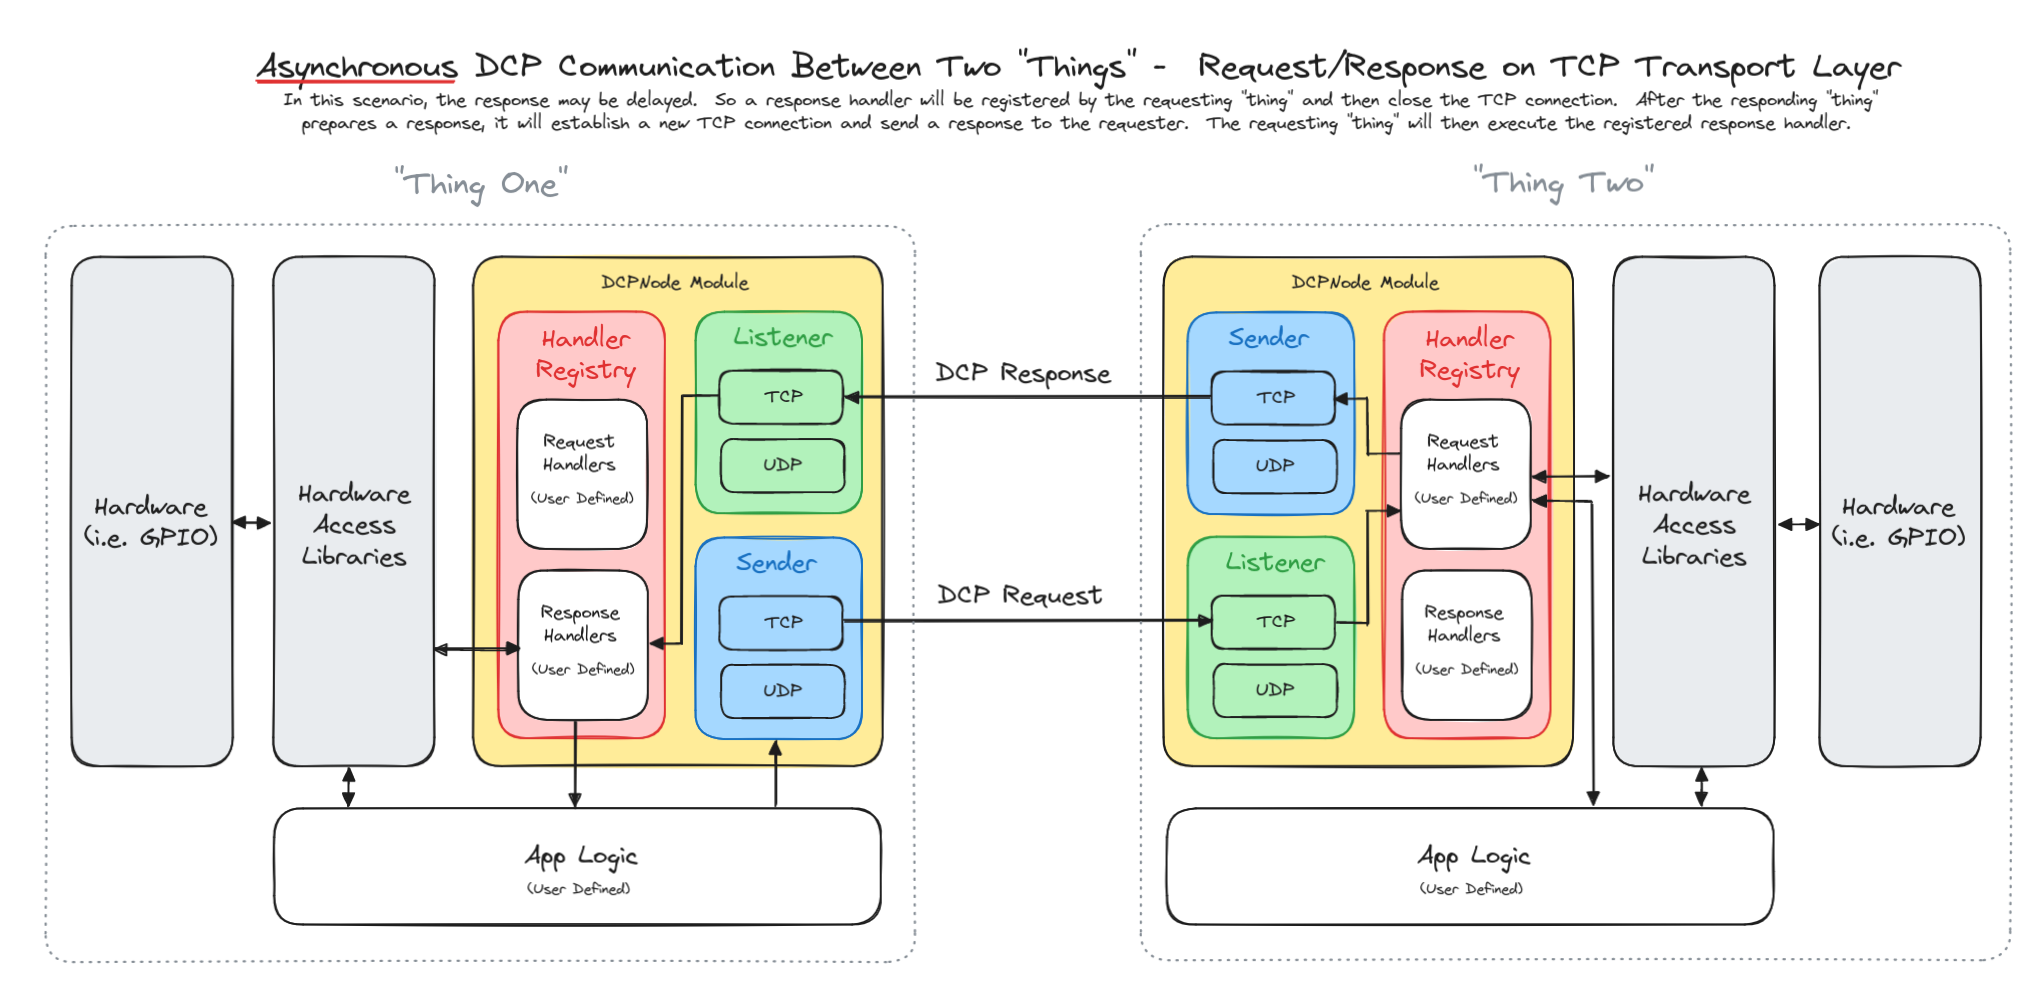 Asynchronous DCP Communication Between Two "Things" - Request/Response on TCP Transport Layer
In this scenario, the response may be delayed. So a response handler will be registered by the requesting "thing" and then close the TCP connection. After the responding "thing"
prepares a response, it will establish a new TCP connection and send a response to the requester. The requesting "thing" will then execute the registered response handler.
"Thing One"
Hardware
(i.e. GPIO)
Hardware
Access
Libraries
DCPNode Module
Handler
Registry
Request
Handlers
(User Defined)
Response
Handlers
(User Defined)
Listener
TCP
UDP
Sender
TCP
UDP
App Logic
(User Defined)
DCP Response
DCP Request
"Thing Two"
DCPNode Module
Sender
TCP
UDP
Listener
TCP
UDP
Handler
Registry
Request
Handlers
(User Defined)
Response
Handlers
(User Defined)
Hardware
Access
Libraries
Hardware
(i.e. GPIO)
App Logic
(User Defined)